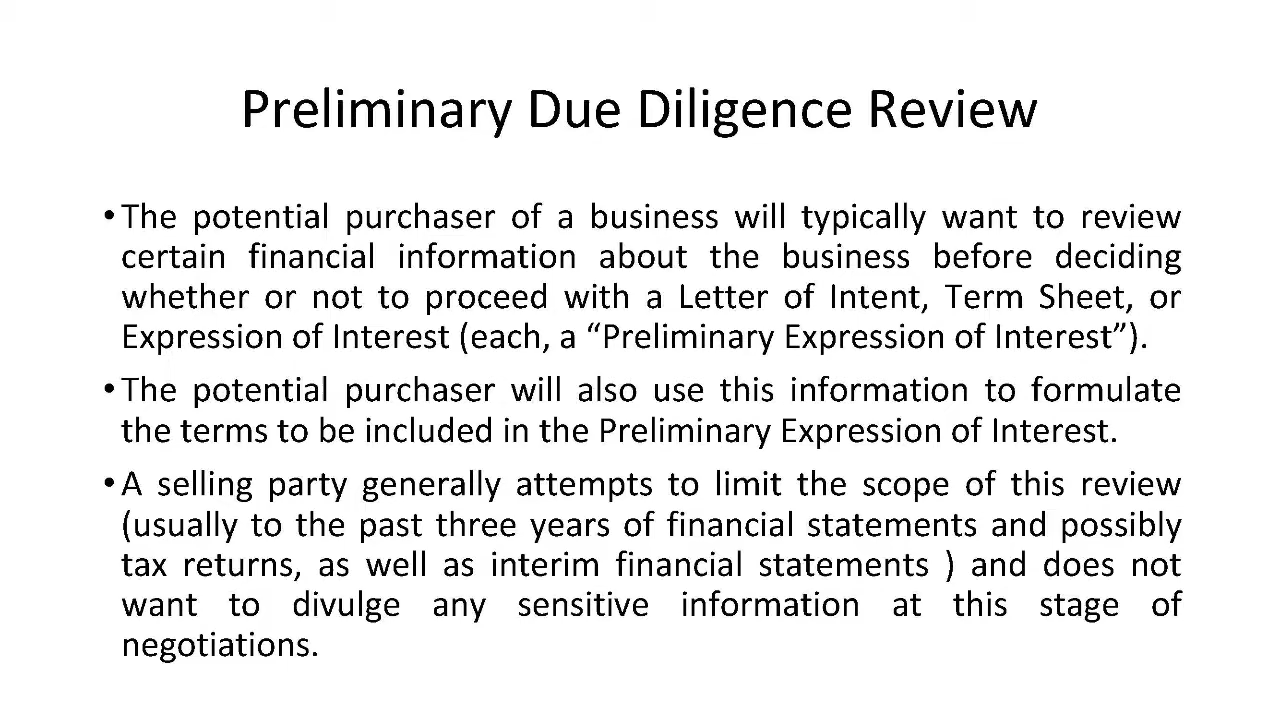 Preliminary Due Diligence Review
•The potential purchaser of a business will typically want to review
certain financial information about the business before deciding
whether or not to proceed with a Letter of Intent, Term Sheet, or
Expression of Interest (each, a “Preliminary Expression of Interest”).
•The potential purchaser will also use this information to formulate
the terms to be included in the Preliminary Expression of Interest.
•A selling party generally attempts to limit the scope of this review
(usually to the past three years of financial statements and possibly
tax returns, as well as interim financial statements ) and does not
want to divulge any sensitive information at this stage of
negotiations.